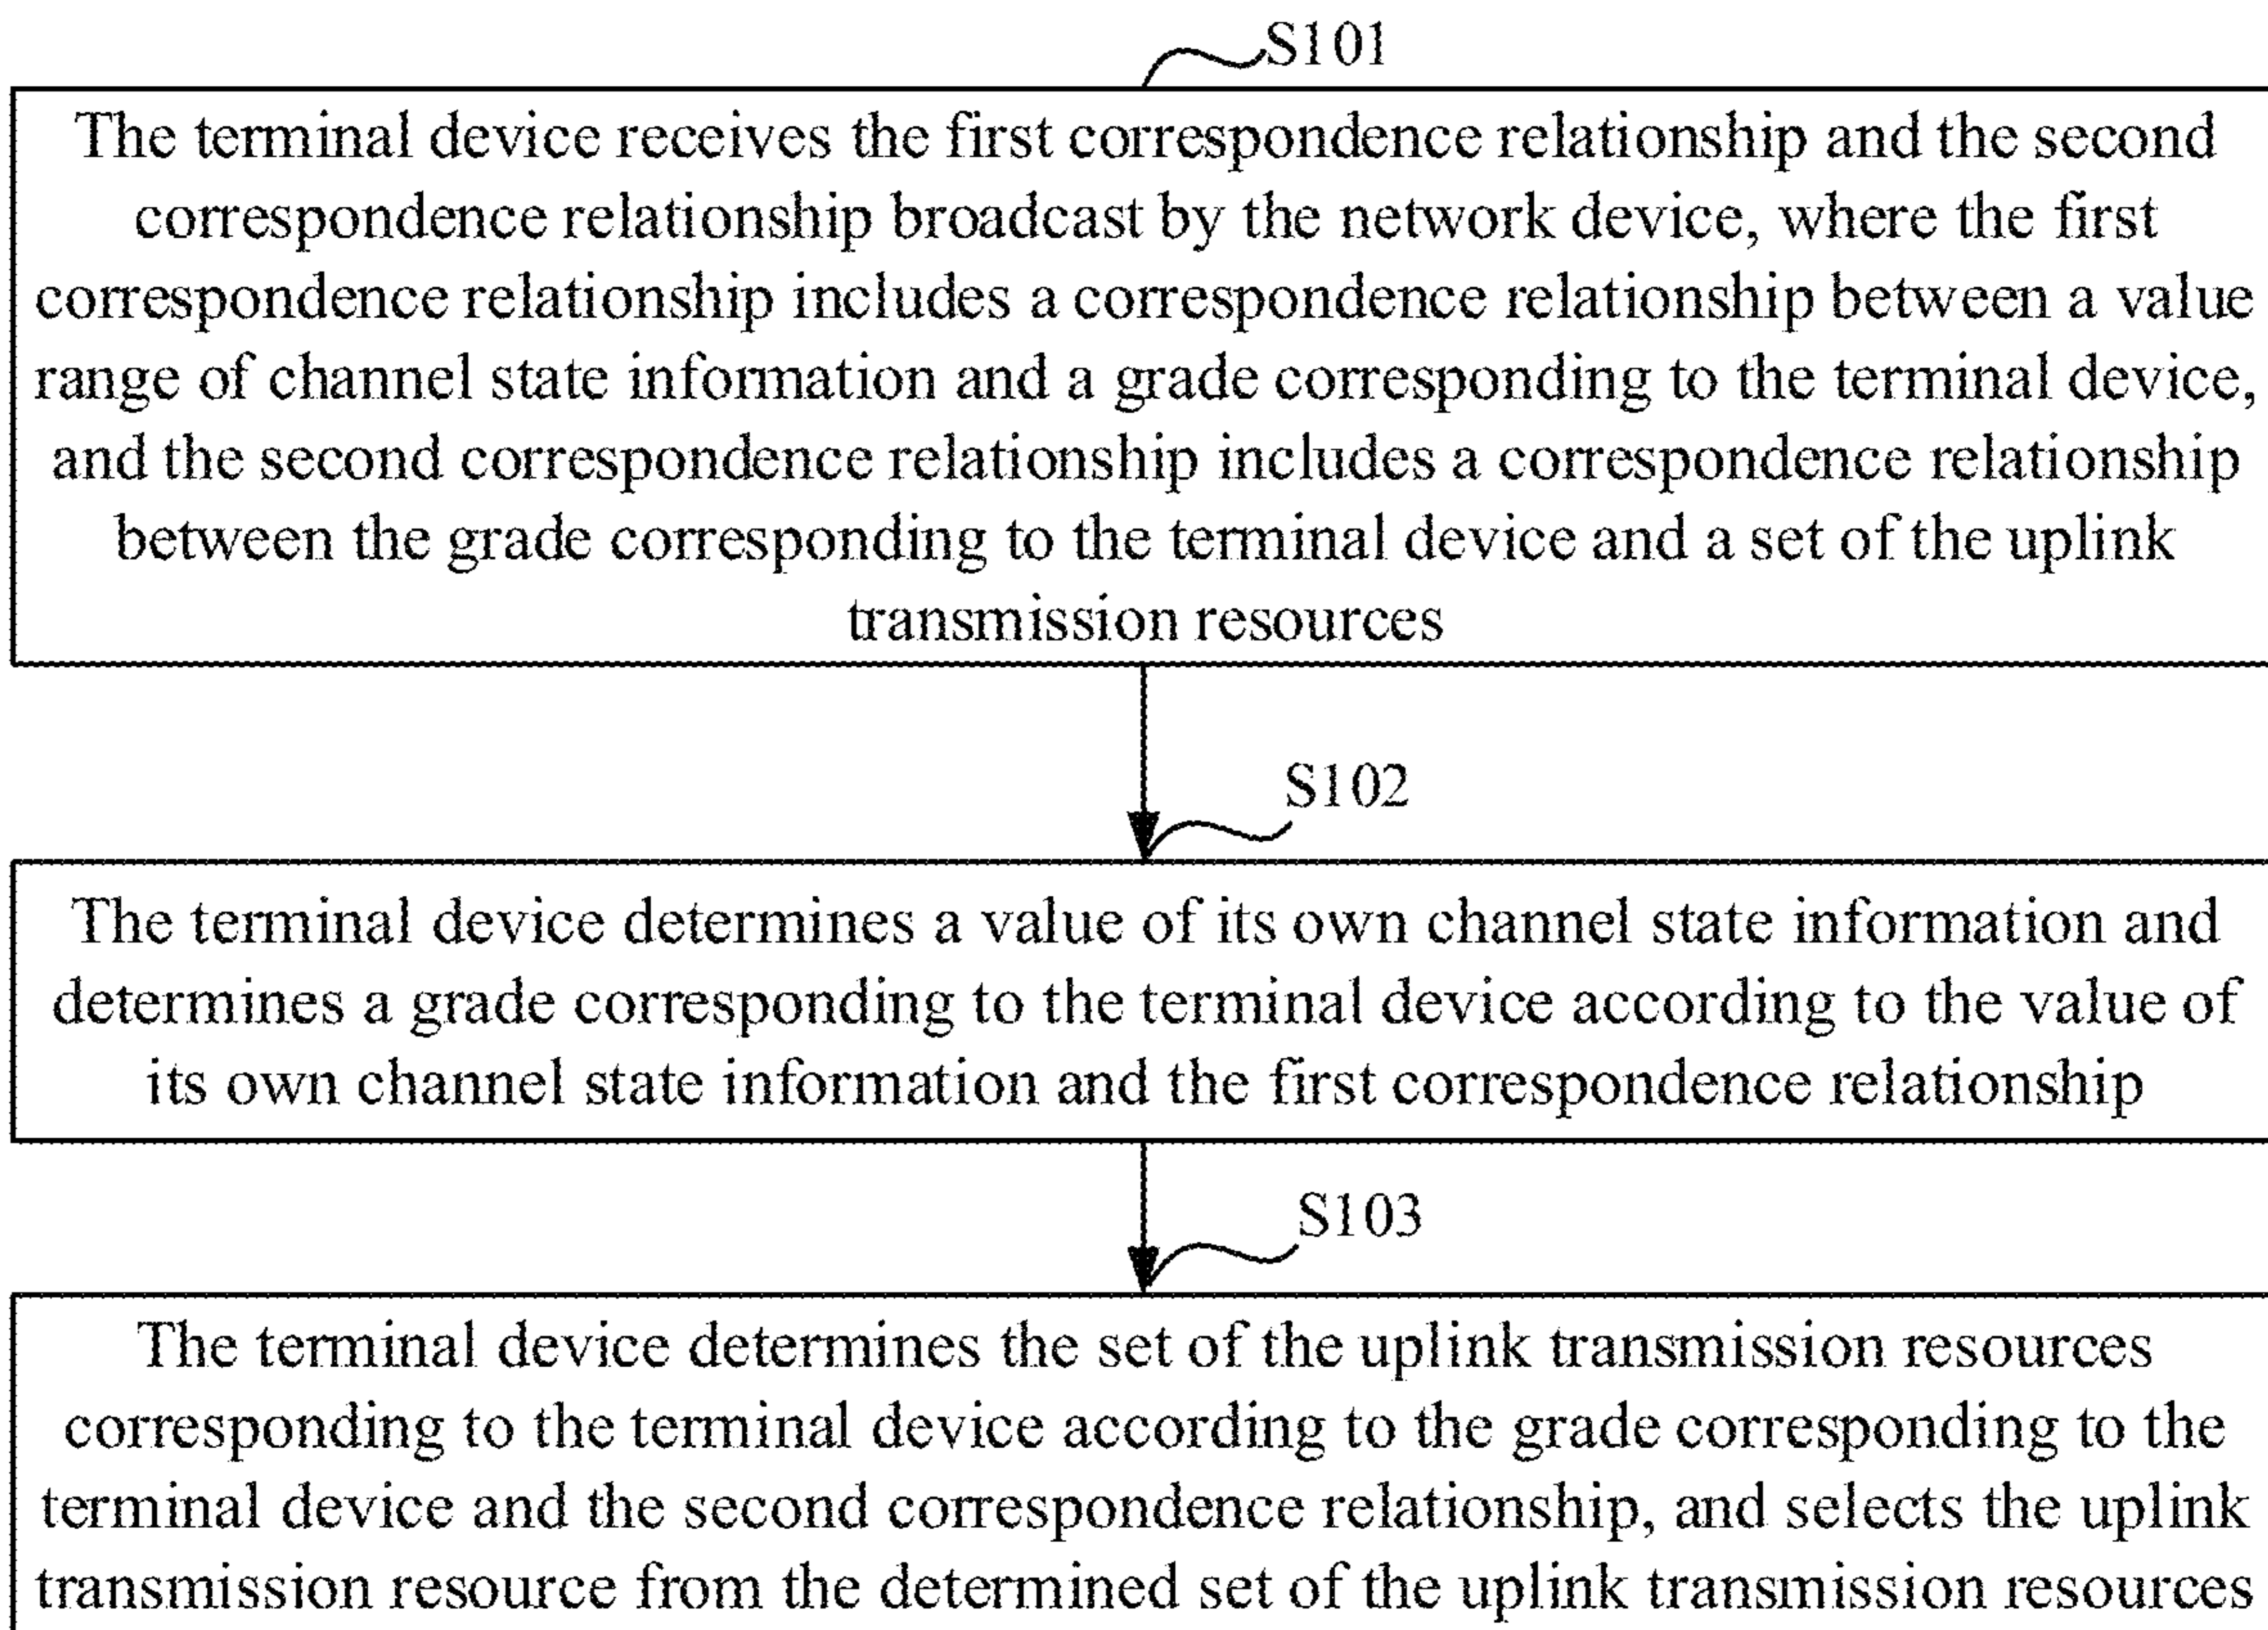 S101
The terminal device receives the first correspondence relationship and the second
correspondence relationship broadcast by the network device, where the first
correspondence relationship includes a correspondence relationship between a value
range of channel state information and a grade corresponding to the terminal device,
and the second correspondence relationship includes a correspondence relationship
between the grade corresponding to the terminal device and a set of the uplink
transmission resources
S102
The terminal device determines a value of its own channel state information and
determines a grade corresponding to the terminal device according to the value of
its own channel state information and the first correspondence relationship
S103
The terminal device determines the set of the uplink transmission resources
corresponding to the terminal device according to the grade corresponding to the
terminal device and the second correspondence relationship, and selects the uplink
transmission resource from the determined set of the uplink transmission resources